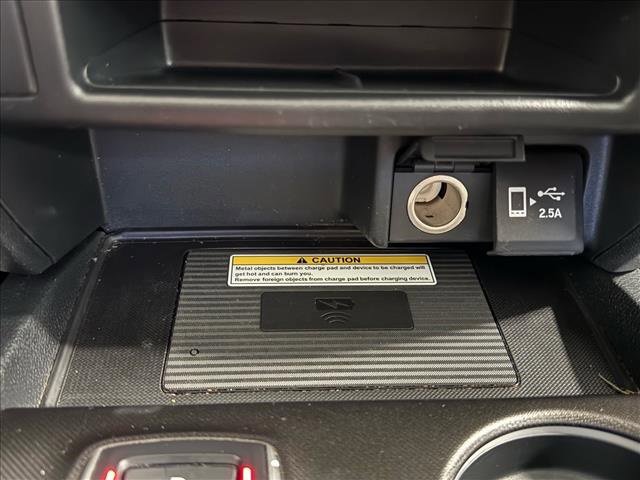 2.5A
CAUTION
Metal objects between charge pad and device to be charged will
get hot and can burn you.
Remove foreign objects from charge pad before charging device.